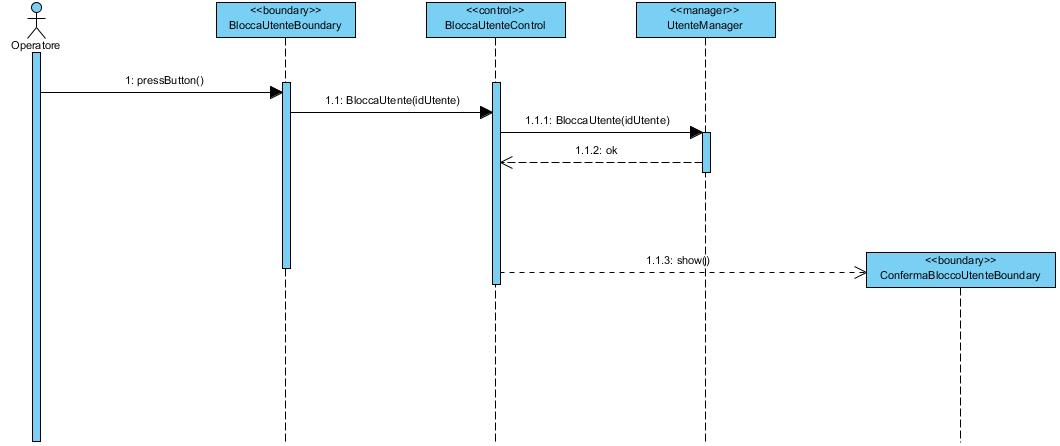 <<boundary>>
BloccaUtenteBoundary
<<control>>
BloccaUtenteControl
<<manager>>
UtenteManager
Operatore
1: pressButton()
1.1: BloccaUtente(idUtente)
1.1.1: BloccaUtente(idUtente)
1.1.2: ok
1.1.3: show()
<<boundary>>
ConfermaBloccoUtenteBoundary